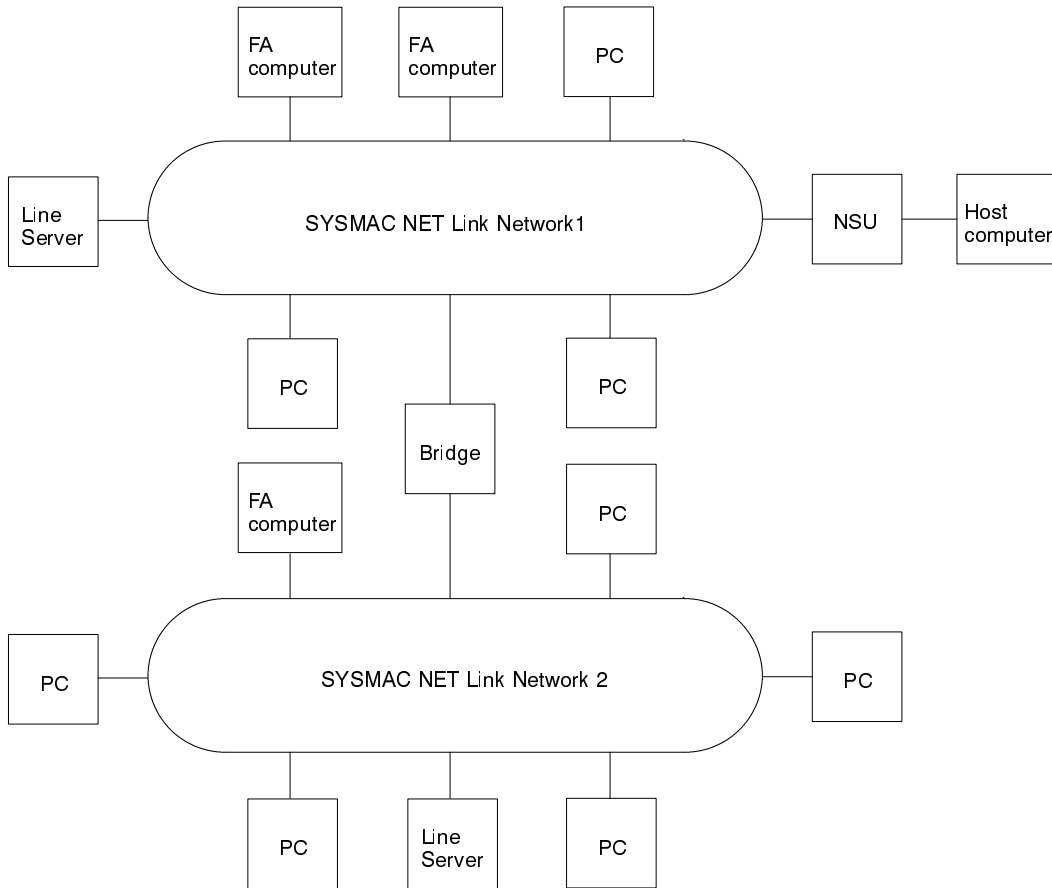 FA
computer
FA
computer
PC
Line
Server
SYSMAC NET Link Network1
NSU
Host
computer
PC
PC
Bridge
FA
computer
PC
PC
SYSMAC NET Link Network 2
PC
PC
Line
Server
PC